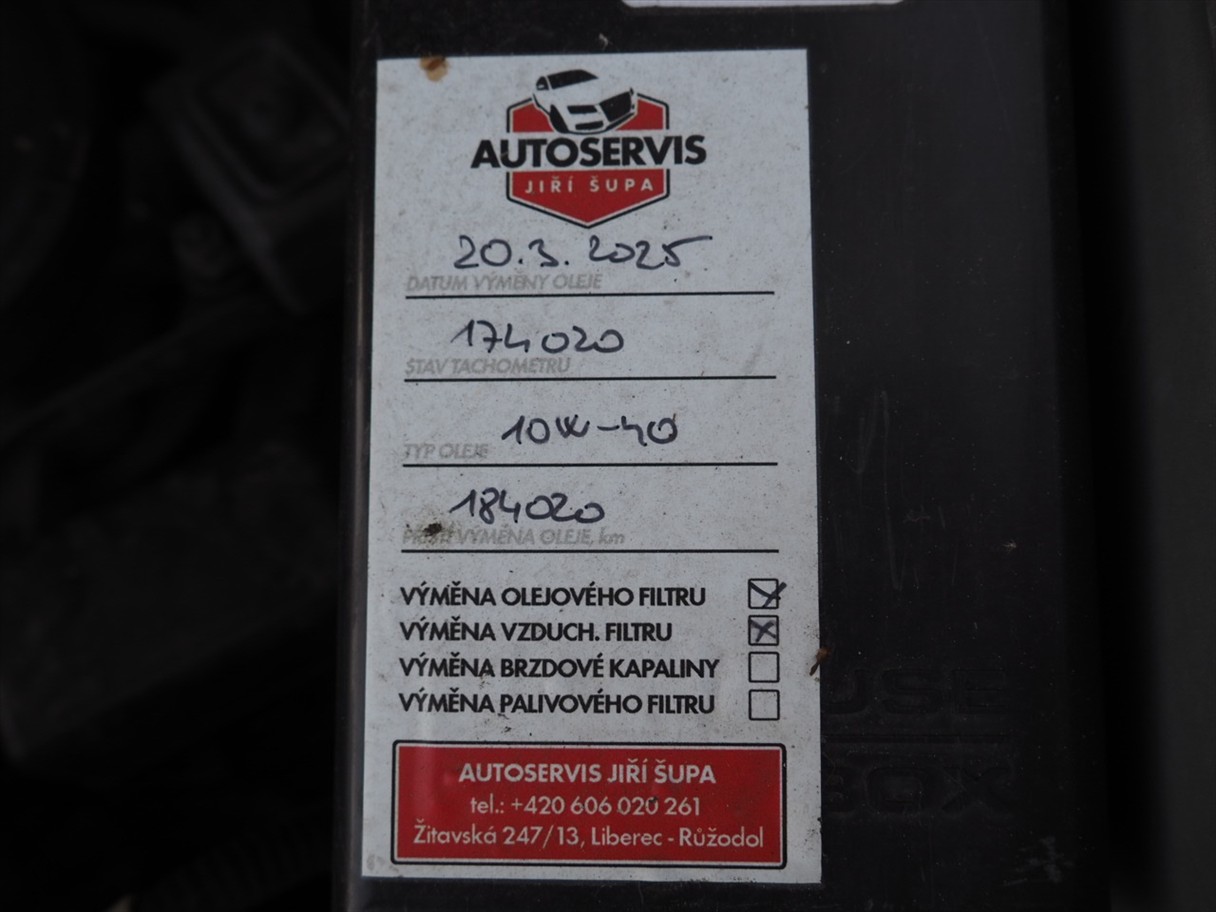 AUTOSERVIS
JIŘÍ ŠUPA
20.3.2025
DATUM VÝMĚNY OLEJE
174020
STAV TACHOMETRU
10W-40
TYP OLEJE
184020
PŘÍŠTÍ VÝMĚNA OLEJE, km
VÝMĚNA OLEJOVÉHO FILTRU
VÝMĚNA VZDUCH. FILTRU
VÝMĚNA BRZDOVÉ KAPALINY
VÝMĚNA PALIVOVÉHO FILTRU
AUTOSERVIS JIŘÍ ŠUPA
tel.: +420 606 020 261
Žitavská 247/13, Liberec - Růžodol